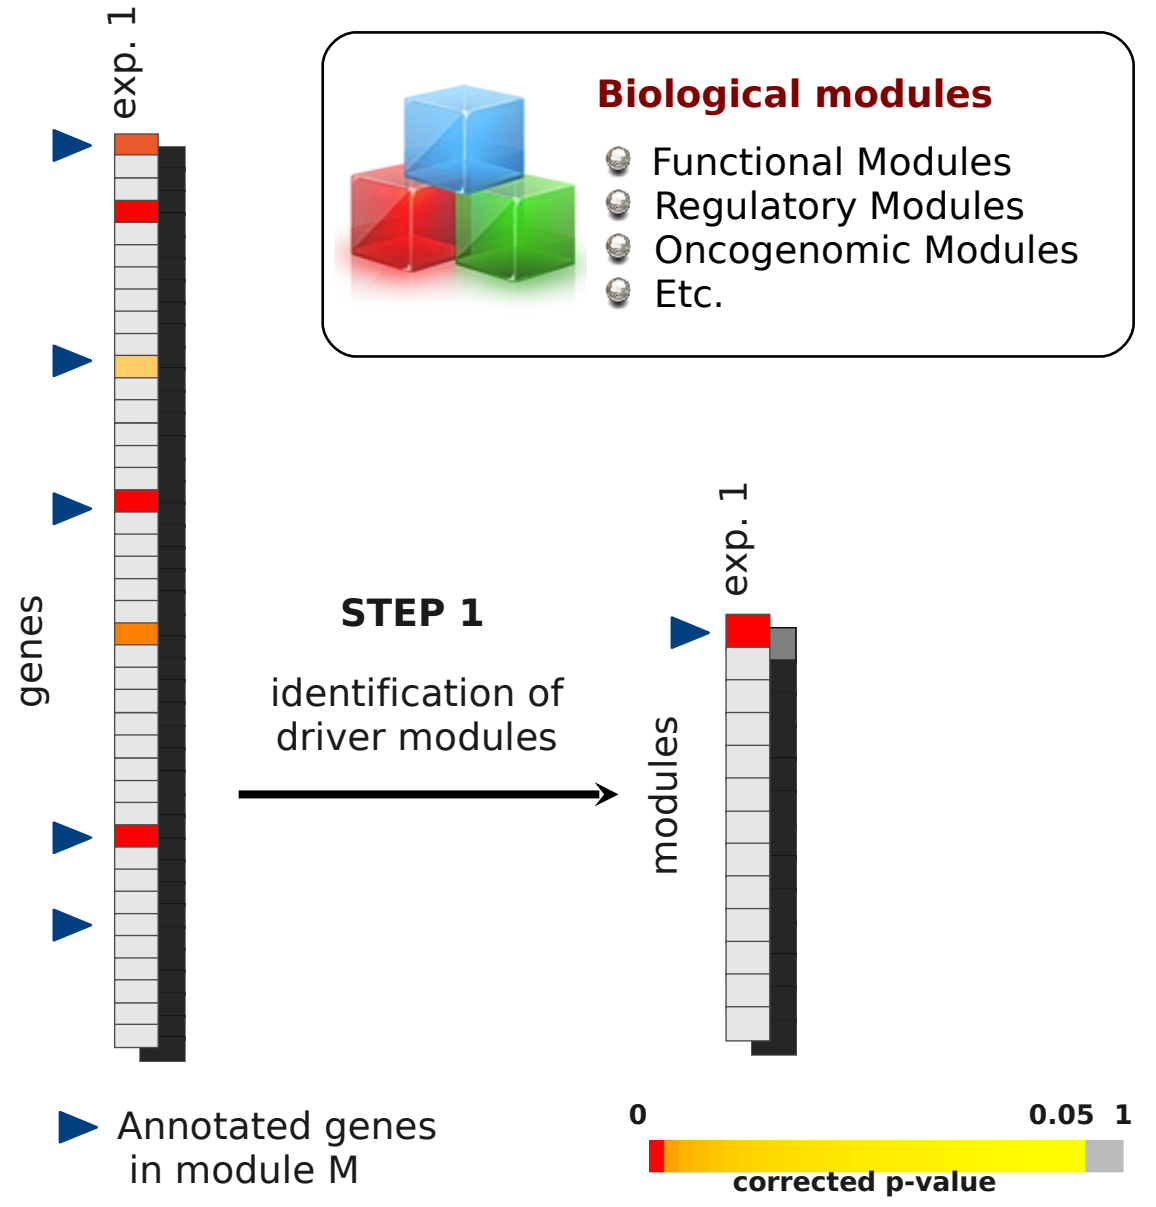 exp. 1
Biological modules
Functional Modules
Regulatory Modules
Oncogenomic Modules
Etc.
genes
STEP 1
identification of
driver modules
exp. 1
modules
Annotated genes
in module M
0 0.05 1
corrected p-value